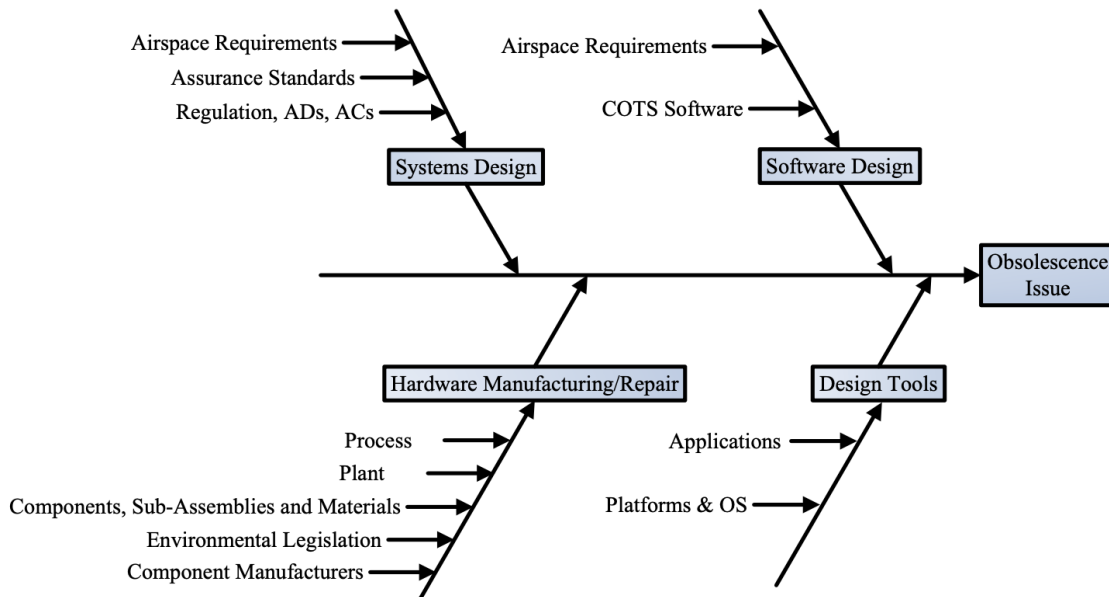 Airspace Requirements
Assurance Standards
Regulation, ADs, ACs
Systems Design
Airspace Requirements
COTS Software
Software Design
Obsolescence
Issue
Hardware Manufacturing/Repair
Process
Plant
Components, Sub-Assemblies and Materials
Environmental Legislation
Component Manufacturers
Design Tools
Applications
Platforms & OS